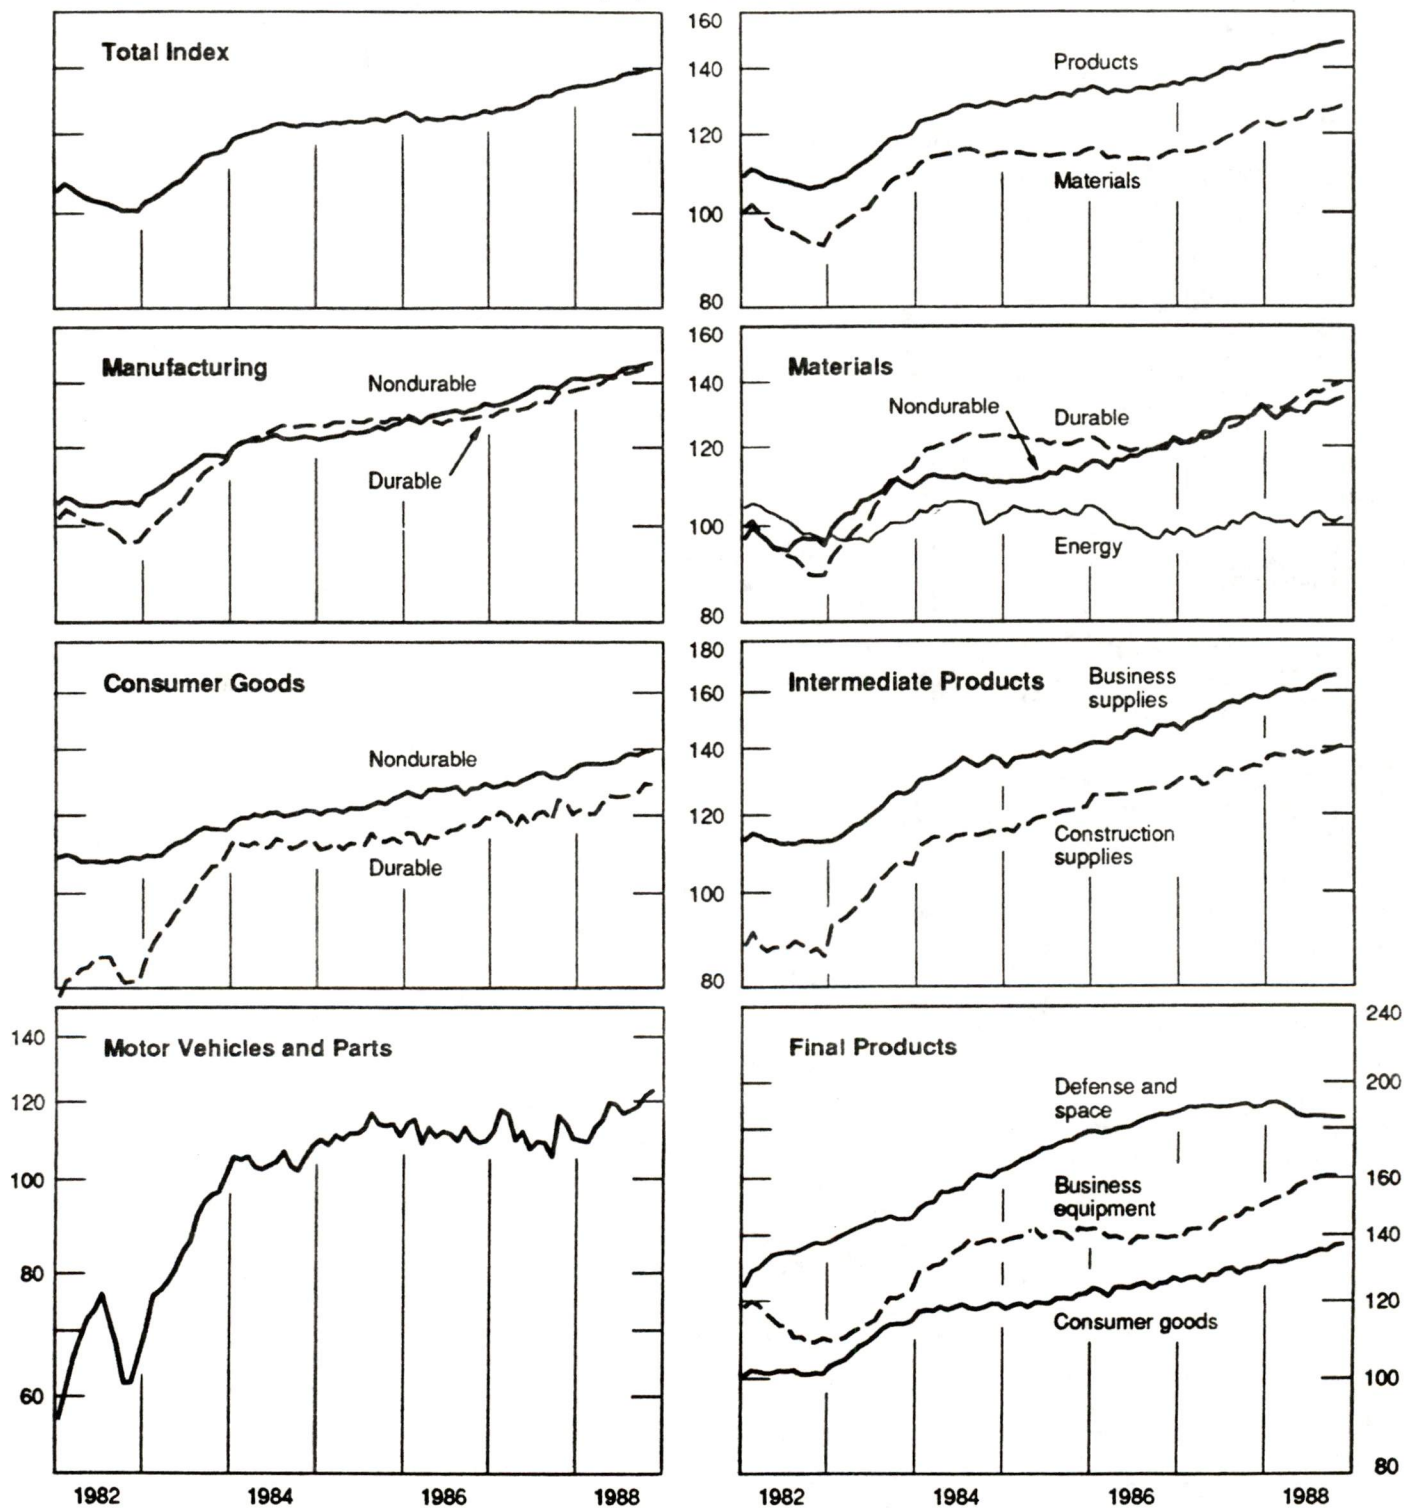 Total Index
160
140
120
100
80
Products
Materials
Manufacturing
Nondurable
Durable
160
140
120
100
80
Materials
Nondurable
Durable
Energy
Consumer Goods
Nondurable
Durable
180
160
140
120
100
80
Intermediate Products
Business
supplies
Construction
supplies
140
120
100
80
60
Motor Vehicles and Parts
Final Products
Defense and
space
Business
equipment
Consumer goods
240
200
160
140
120
100
80
1982 1984 1986 1988
1982 1984 1986 1988